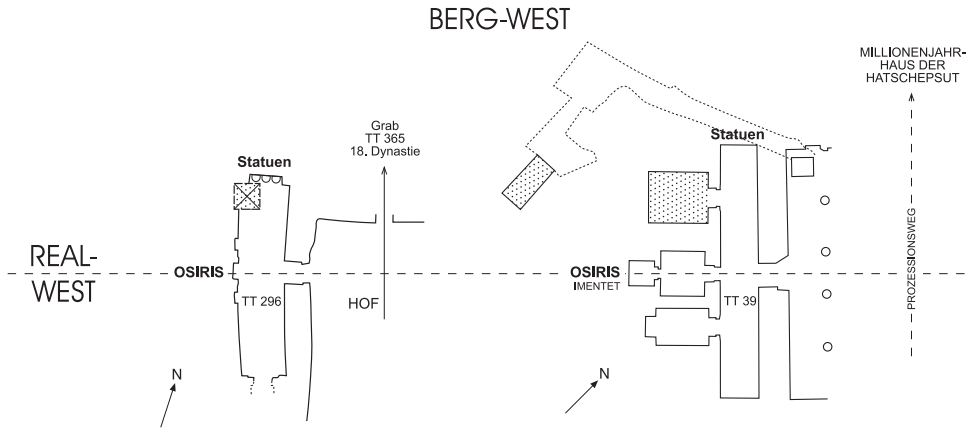 BERG-WEST
MILLIONENJAHR-
HAUS DER
HATSCHEPSUT
Grab
TT 365
18. Dynastie
Statuen
Statuen
REAL-
WEST
OSIRIS
OSIRIS
IMENTET
TT 296
HOF
TT 39
PROZESSIONSWEG
N
N